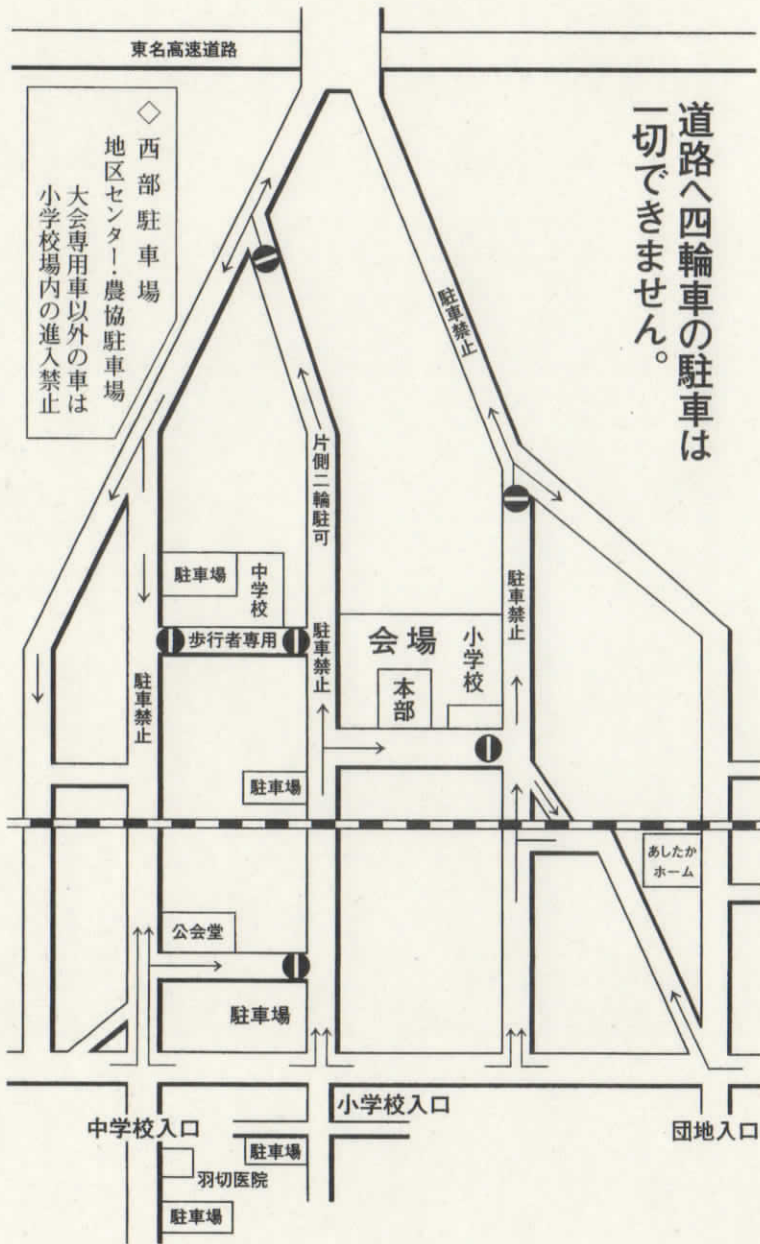 東名高速道路
道路へ四輪車の駐車は
一切できません。
◇西部駐車場
地区センター・農協駐車場
大会専用車以外の車は
小学校場内の進入禁止
駐車禁止
片側二輪駐可
駐車場
中学校
歩行者専用
駐車禁止
駐車禁止
駐車禁止
会場
小学校
本部
駐車場
あしたか
ホーム
公会堂
駐車場
中学校入口
小学校入口
団地入口
駐車場
羽切医院
駐車場